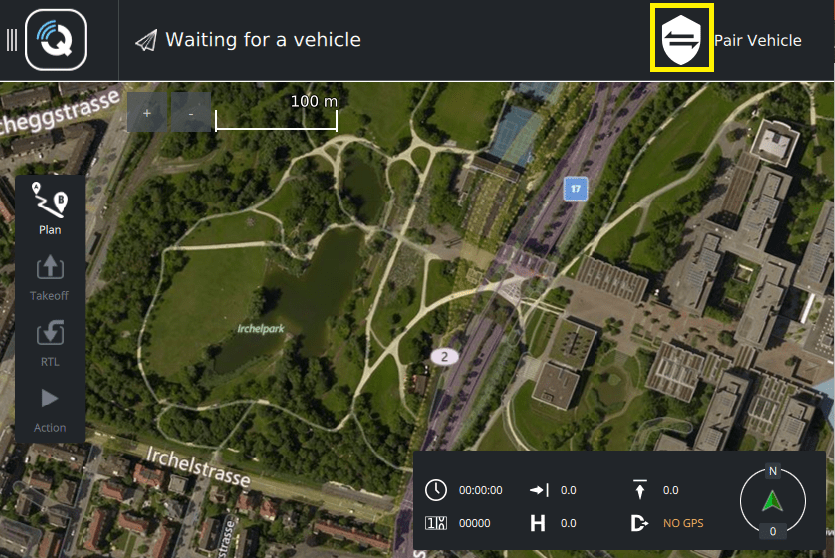 Waiting for a vehicle
Pair Vehicle
cheggstrasse
+
-
100 m
17
Plan
Takeoff
RTL
Action
Irchelpark
2
Irchelstrasse
strasse
00:00:00
0.0
0.0
N
00000
H
0.0
NO GPS
0